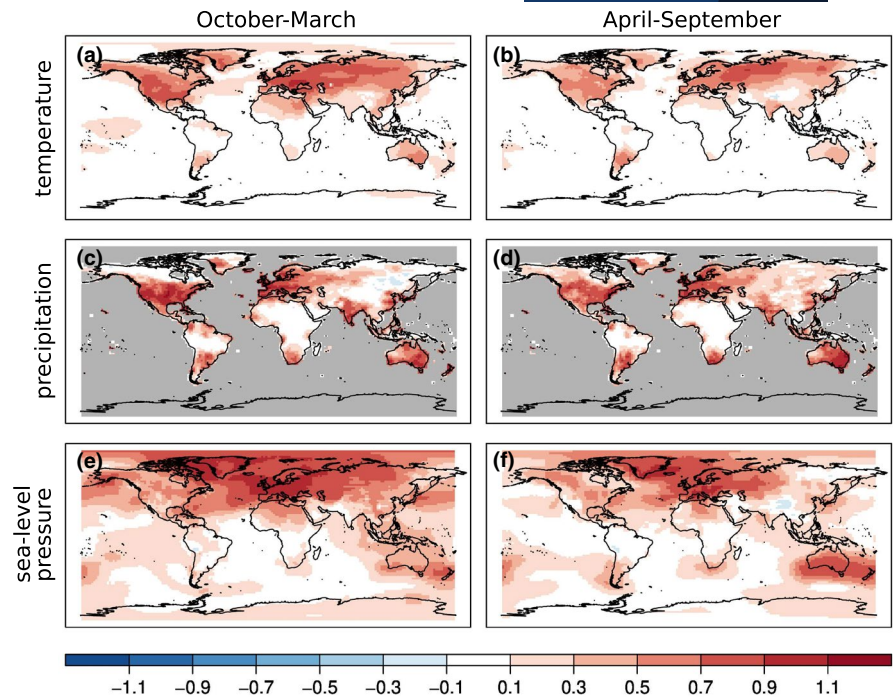 October-March
April-September
temperature
(a)
(b)
precipitation
(c)
(d)
sea-level
pressure
(e)
(f)
−1.1
−0.9
−0.7
−0.5
−0.3
−0.1
0.1
0.3
0.5
0.7
0.9
1.1